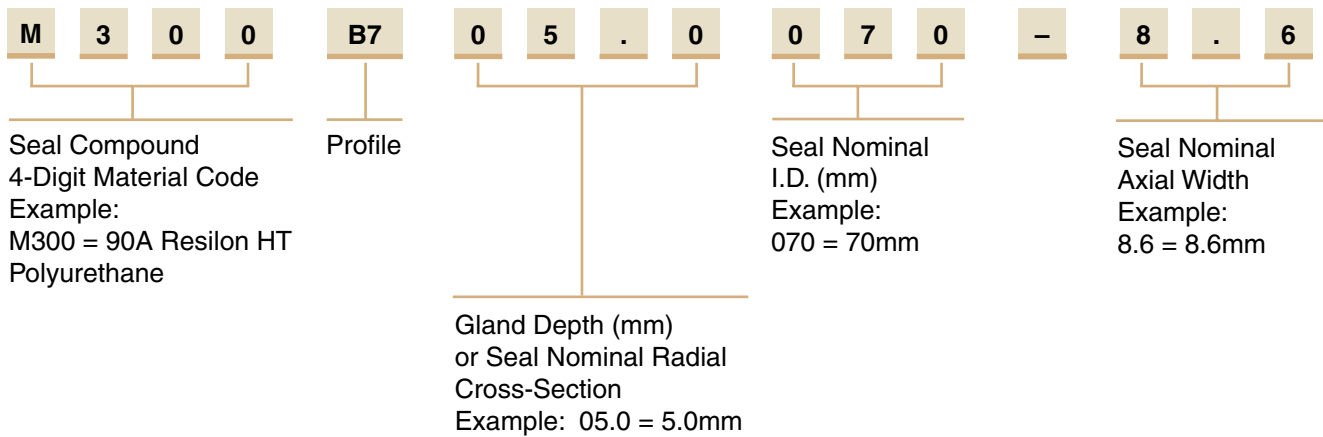 M 3 0 0 B7 0 5 . 0 0 7 0 – 8 . 6
Seal Compound
4-Digit Material Code
Example:
M300 = 90A Resilon HT
Polyurethane
Profile
Gland Depth (mm)
or Seal Nominal Radial
Cross-Section
Example: 05.0 = 5.0mm
Seal Nominal
I.D. (mm)
Example:
070 = 70mm
Seal Nominal
Axial Width
Example:
8.6 = 8.6mm